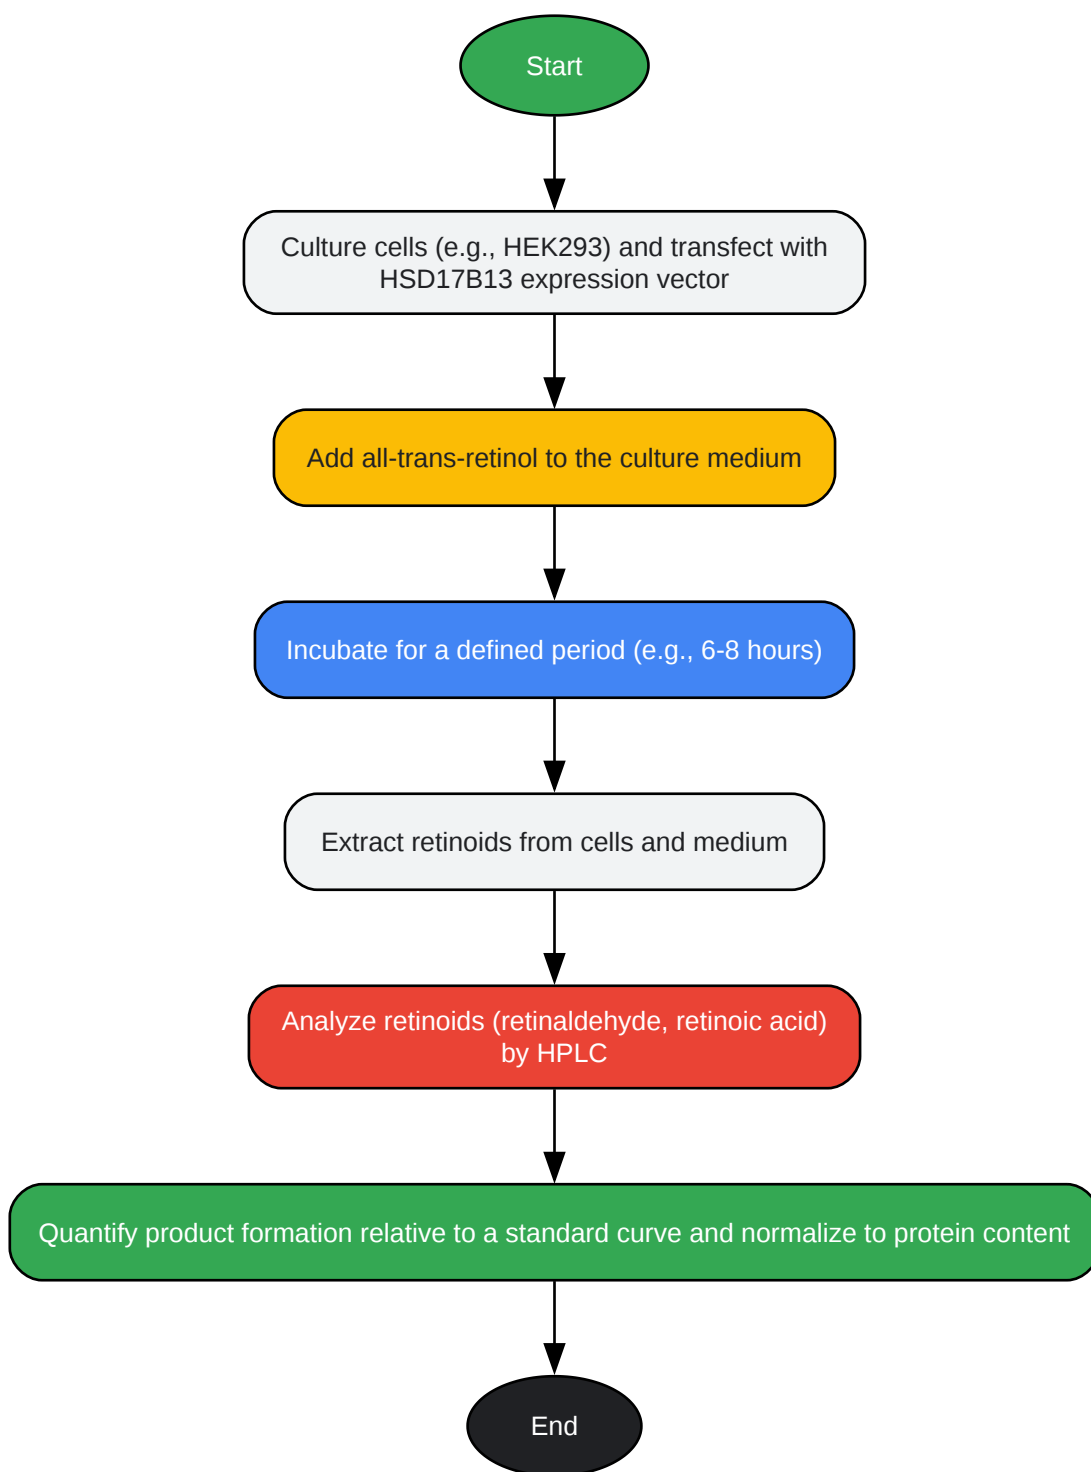 Start
Culture cells (e.g., HEK293) and transfect with
HSD17B13 expression vector
Add all-trans-retinol to the culture medium
Incubate for a defined period (e.g., 6-8 hours)
Extract retinoids from cells and medium
Analyze retinoids (retinaldehyde, retinoic acid)
by HPLC
Quantify product formation relative to a standard curve and normalize to protein content
End